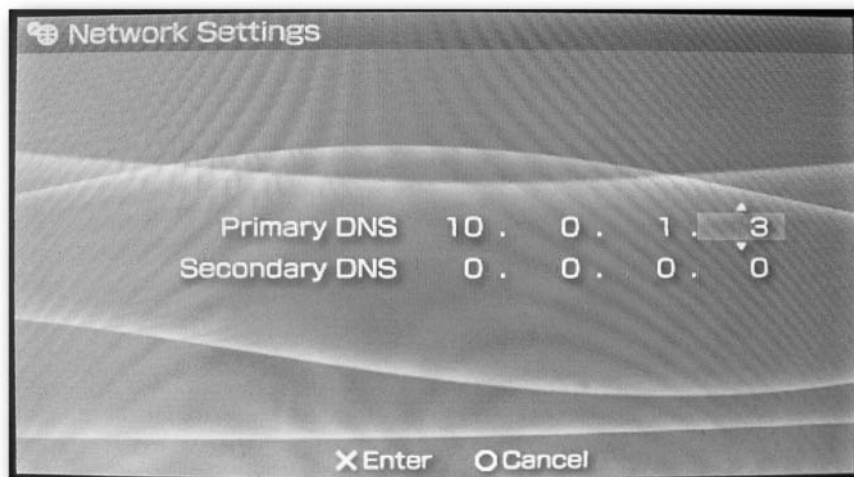 Network Settings
Primary DNS 10 . 0 . 1 . 3
Secondary DNS 0 . 0 . 0 . 0
Enter Cancel